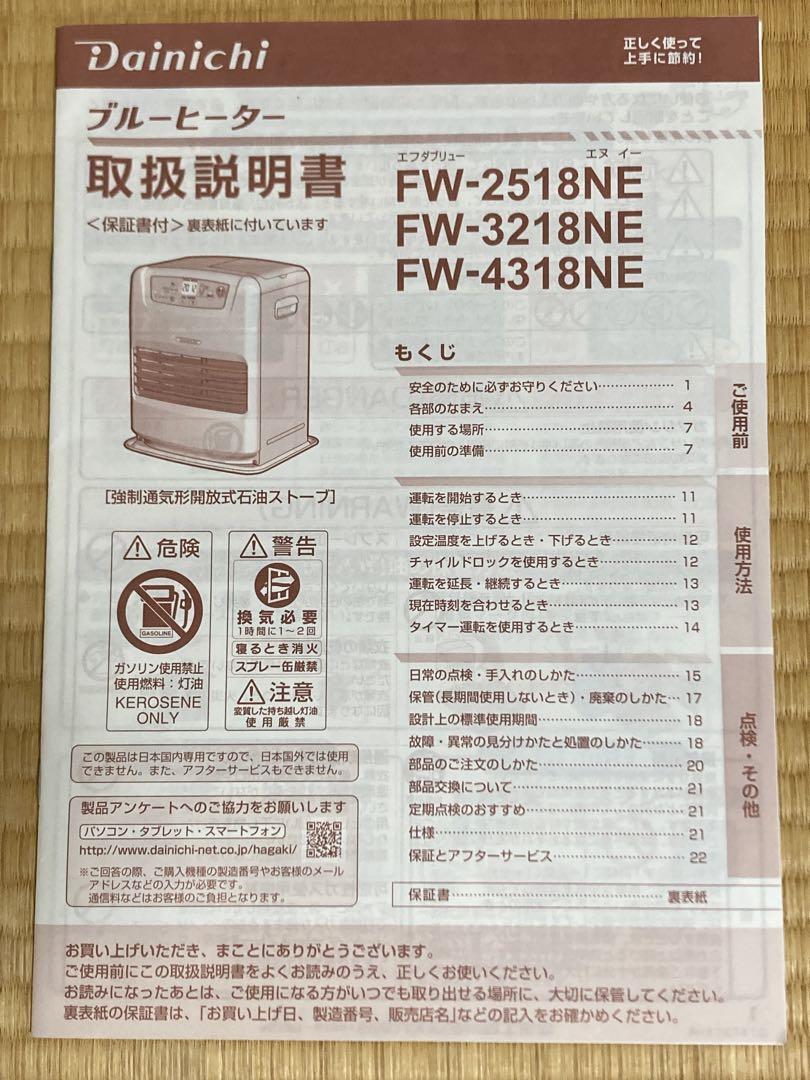 Dainichi
正しく使って
上手に節約!
ブルーヒーター
取扱説明書
<保証書付>裏表紙に付いています
エフダブリュー エヌ イー
FW-2518NE
FW-3218NE
FW-4318NE
[強制通気形開放式石油ストーブ]
危険
GASOLINE
ガソリン使用禁止
使用燃料:灯油
KEROSENE
ONLY
警告
換気必要
1時間に1~2回
寝るとき消火
スプレー缶厳禁
注意
変質した持ち越し灯油
使用厳禁
この製品は日本国内専用ですので、日本国外では使用
できません。また、アフターサービスもできません。
製品アンケートへのご協力をお願いします
パソコン・タブレット・スマートフォン
http://www.dainichi-net.co.jp/hagaki/
※ご回答の際、ご購入機種の製造番号やお客様のメール
アドレスなどの入力が必要です。
通信料などはお客様のご負担となります。
もくじ
安全のために必ずお守りください…………… 1
各部のなまえ…………………………… 4
使用する場所…………………………… 7
使用前の準備…………………………… 7
ご使用前
運転を開始するとき……………………… 11
運転を停止するとき……………………… 11
設定温度を上げるとき・下げるとき………… 12
チャイルドロックを使用するとき…………… 12
運転を延長・継続するとき………………… 13
現在時刻を合わせるとき…………………… 13
タイマー運転を使用するとき……………… 14
使用方法
日常の点検・手入れのしかた……………… 15
保管(長期間使用しないとき)・廃棄のしかた… 17
設計上の標準使用期間…………………… 18
故障・異常の見分けかたと処置のしかた…… 18
部品のご注文のしかた…………………… 20
部品交換について………………………… 21
定期点検のおすすめ……………………… 21
仕様……………………………………… 21
保証とアフターサービス………………… 22
点検・その他
保証書…………………………………… 裏表紙
お買い上げいただき、まことにありがとうございます。
ご使用前にこの取扱説明書をよくお読みのうえ、正しくお使いください。
お読みになったあとは、ご使用になる方がいつでも取り出せる場所に、大切に保管してください。
裏表紙の保証書は、「お買い上げ日、製造番号、販売店名」などの記入をお確かめください。